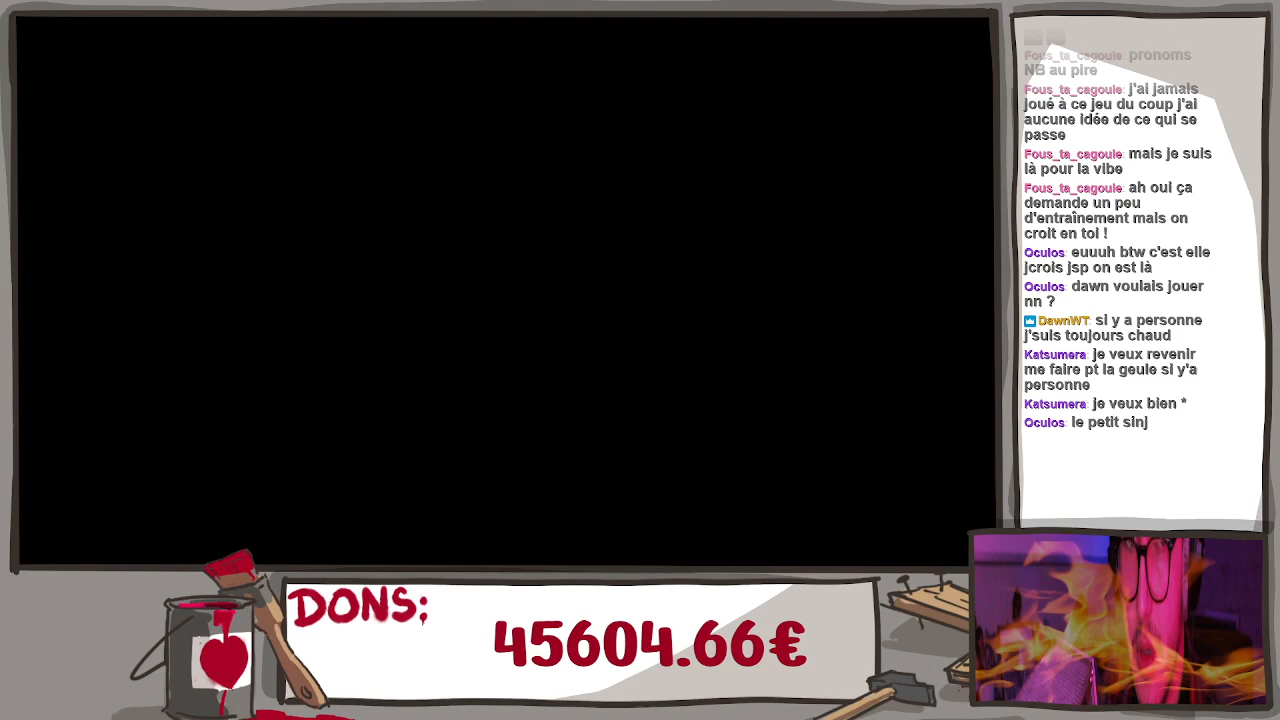 Fous_ta_cagoule: pronoms
NB au pire
Fous_ta_cagoule: j'ai jamais
joué à ce jeu du coup j'ai
aucune idée de ce qui se
passe
Fous_ta_cagoule: mais je suis
là pour la vibe
Fous_ta_cagoule: ah oui ça
demande un peu
d'entraînement mais on
croit en toi !
Oculos: euuuh btw c'est elle
jcrois jsp on est là
Oculos: dawn voulais jouer
nn ?
DawnWT: si y a personne
j'suis toujours chaud
Katsumera: je veux revenir
me faire pt la geule si y'a
personne
Katsumera: je veux bien *
Oculos: le petit sinj
DONS;
45604.66€